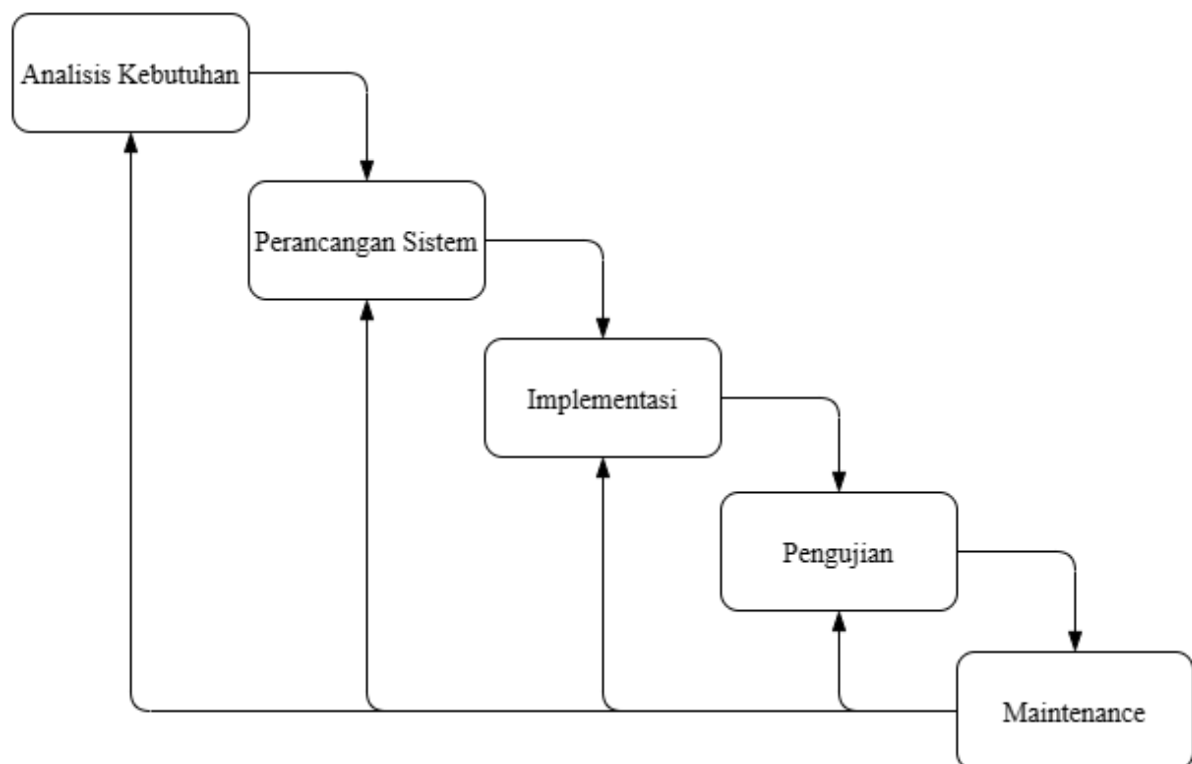 Analisis Kebutuhan
Perancangan Sistem
Implementasi
Pengujian
Maintenance